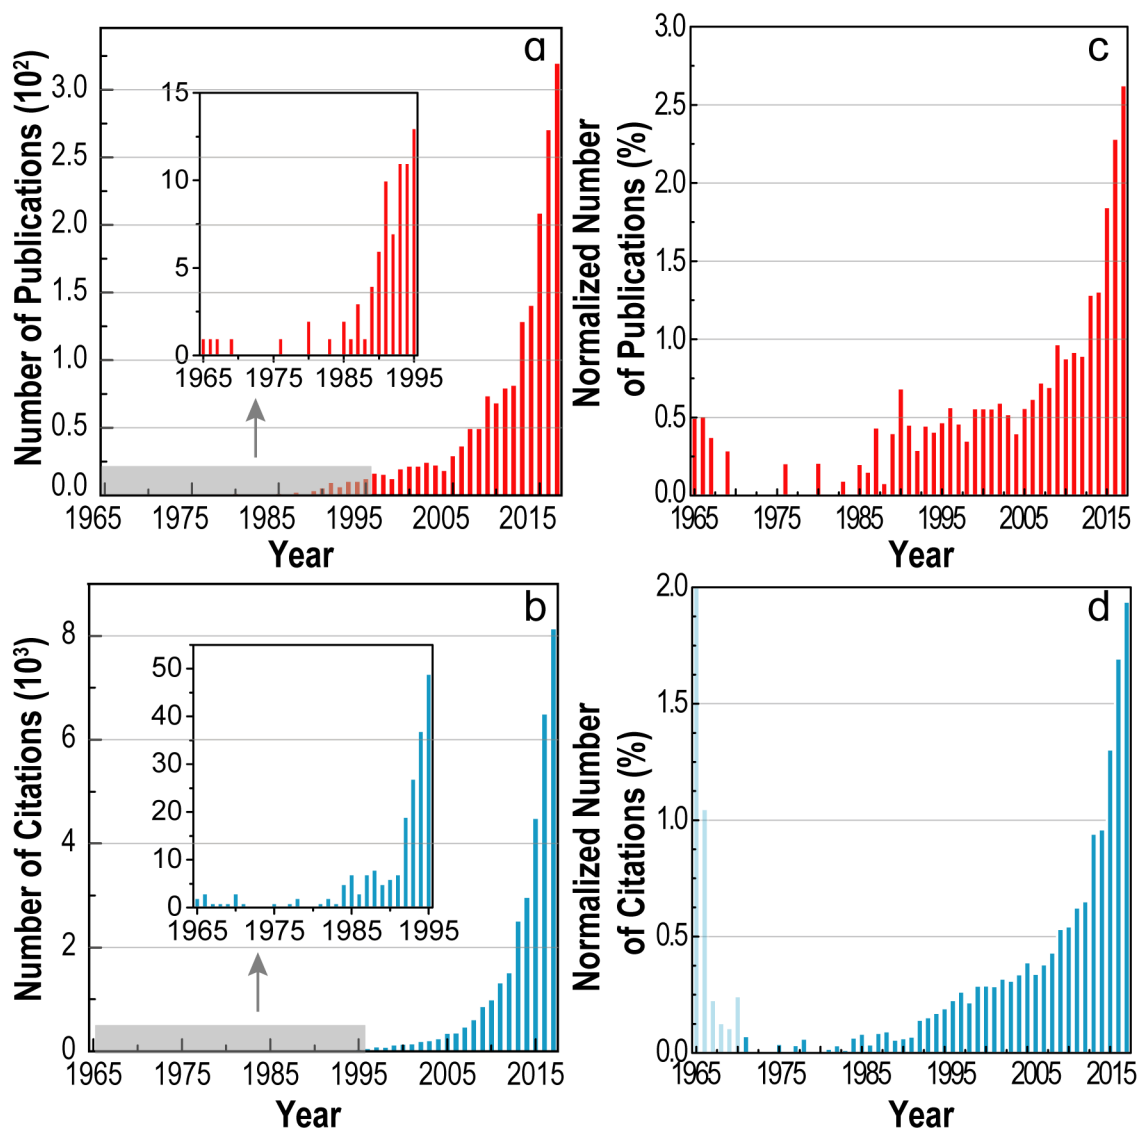 a
Number of Publications (10²)
3.0
2.5
2.0
1.5
1.0
0.5
0.0
15
10
5
0
1965 1975 1985 1995
1965 1975 1985 1995 2005 2015
Year
c
Normalized Number
of Publications (%)
3.0
2.5
2.0
1.5
1.0
0.5
0.0
1965 1975 1985 1995 2005 2015
Year
b
Number of Citations (10³)
8
6
4
2
0
50
40
30
20
10
0
1965 1975 1985 1995
1965 1975 1985 1995 2005 2015
Year
d
Normalized Number
of Citations (%)
2.0
1.5
1.0
0.5
0.0
1965 1975 1985 1995 2005 2015
Year